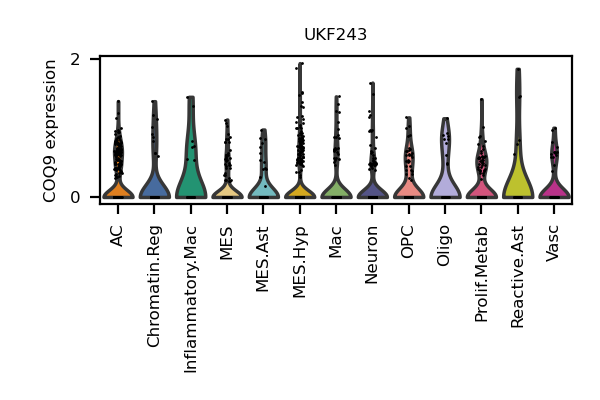 UKF243
COQ9 expression
2
0
AC
Chromatin.Reg
Inflammatory.Mac
MES
MES.Ast
MES.Hyp
Mac
Neuron
OPC
Oligo
Prolif.Metab
Reactive.Ast
Vasc